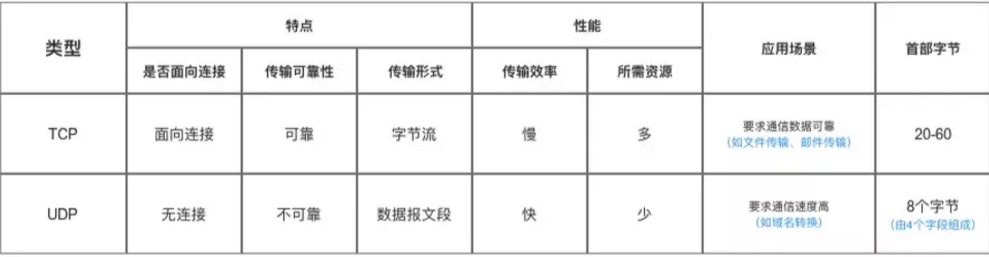 类型
特点
性能
应用场景
首部字节
是否面向连接
传输可靠性
传输形式
传输效率
所需资源
TCP
面向连接
可靠
字节流
慢
多
要求通信数据可靠
(如文件传输、邮件传输)
20-60
UDP
无连接
不可靠
数据报文段
快
少
要求通信速度高
(如域名转换)
8个字节
(由4个字段组成)